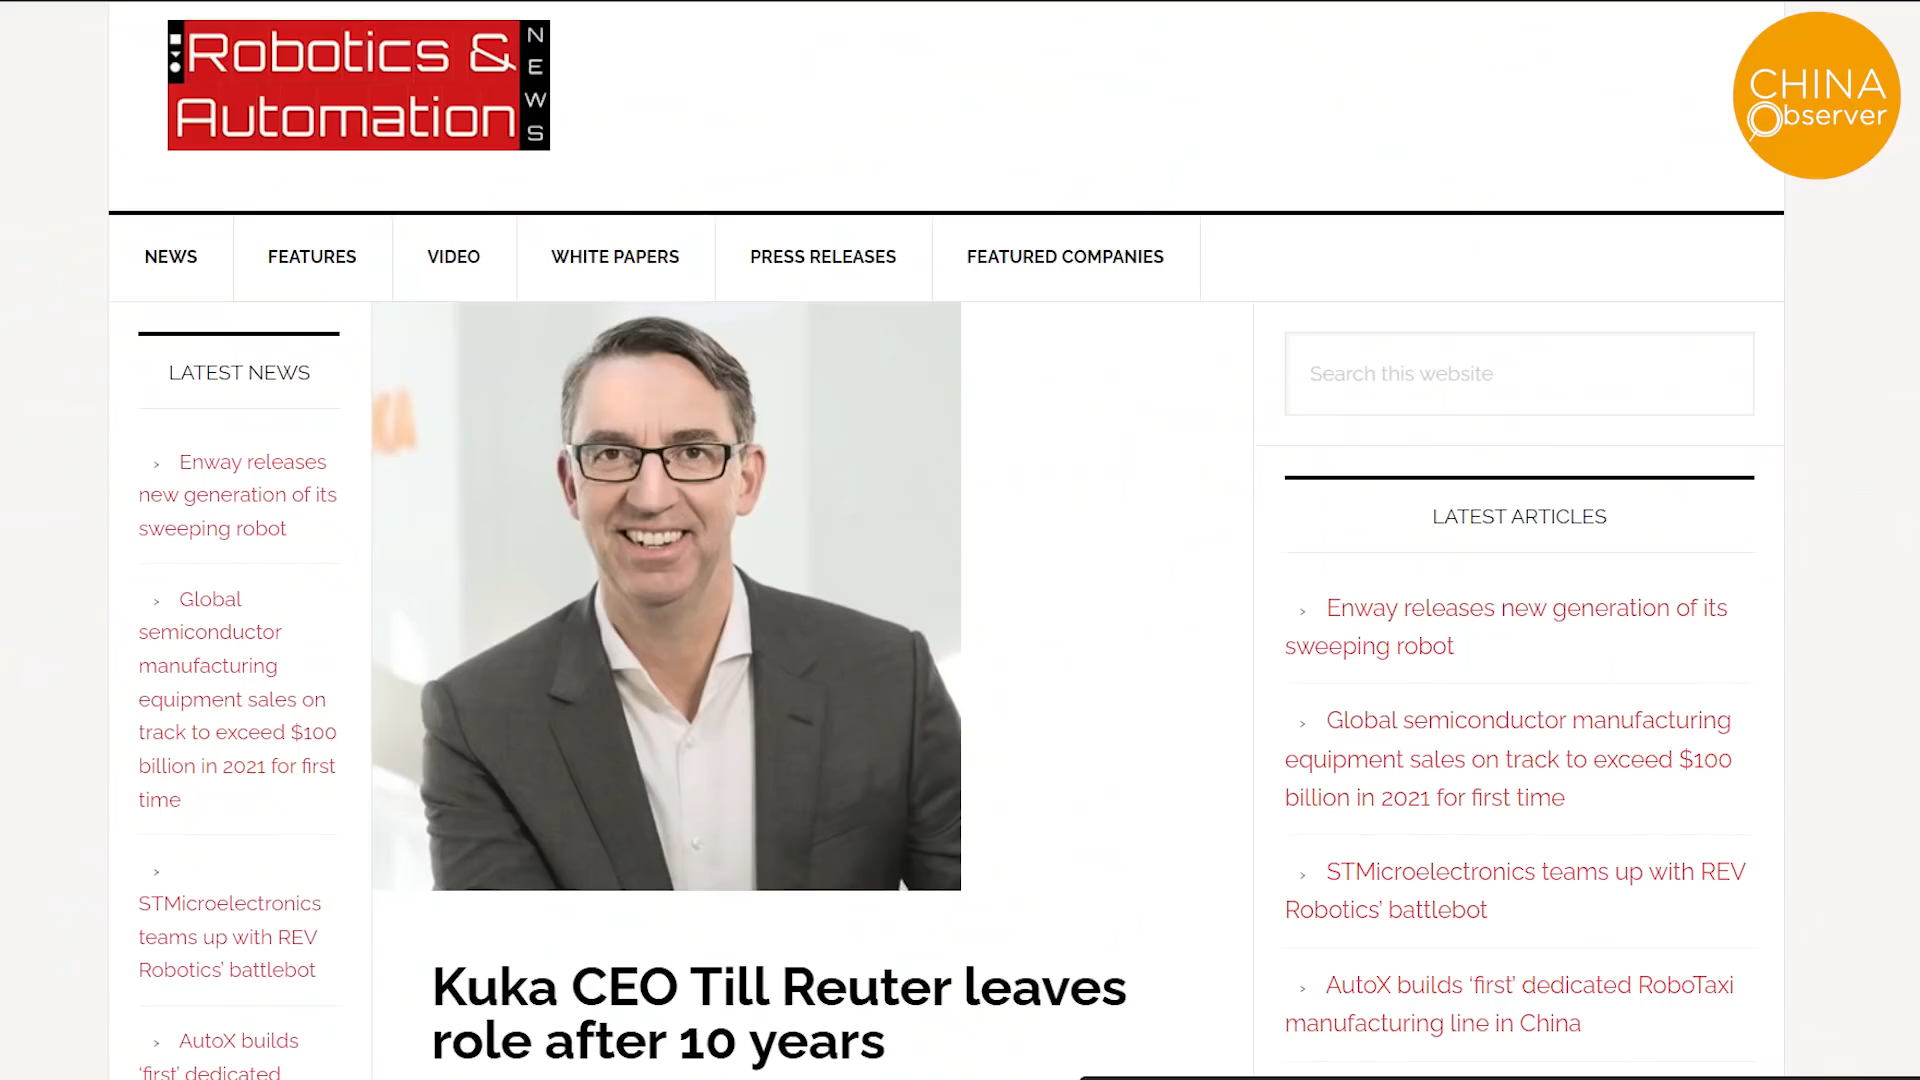 Robotics &
Automation
NEWS
CHINA
Observer
NEWS
FEATURES
VIDEO
WHITE PAPERS
PRESS RELEASES
FEATURED COMPANIES
LATEST NEWS
› Enway releases
new generation of its
sweeping robot
› Global
semiconductor
manufacturing
equipment sales on
track to exceed $100
billion in 2021 for first
time
›
STMicroelectronics
teams up with REV
Robotics’ battlebot
› AutoX builds
‘first’ dedicated
KA
Kuka CEO Till Reuter leaves
role after 10 years
Search this website
LATEST ARTICLES
› Enway releases new generation of its
sweeping robot
› Global semiconductor manufacturing
equipment sales on track to exceed $100
billion in 2021 for first time
› STMicroelectronics teams up with REV
Robotics’ battlebot
› AutoX builds ‘first’ dedicated RoboTaxi
manufacturing line in China